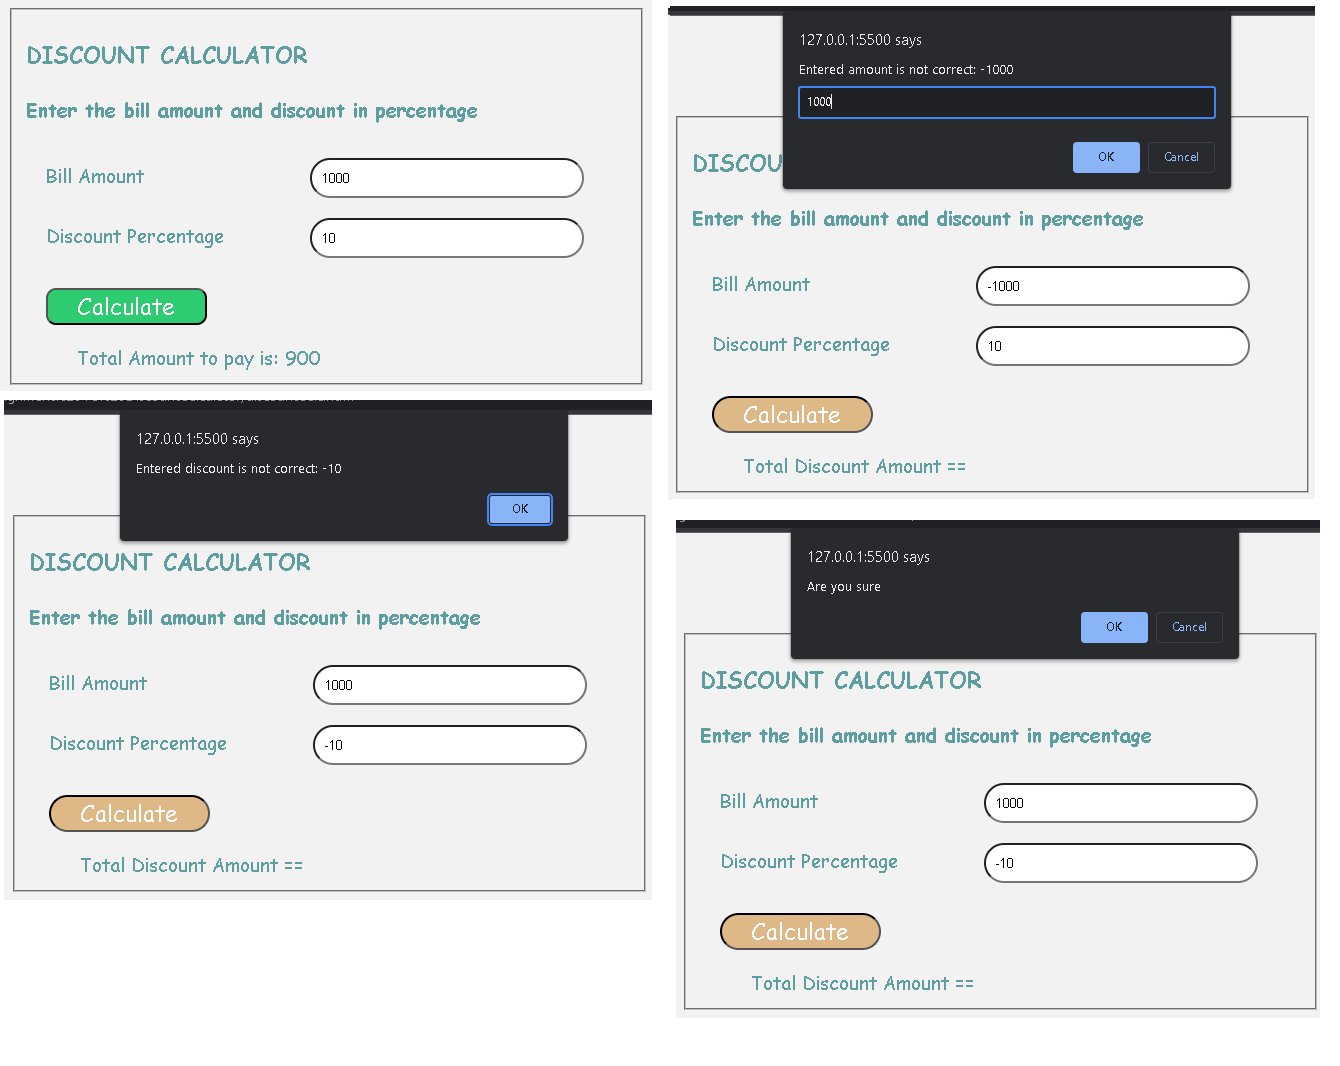 DISCOUNT CALCULATOR
Enter the bill amount and discount in percentage
Bill Amount
1000
Discount Percentage
10
Calculate
Total Amount to pay is: 900
127.0.0.1:5500 says
Entered amount is not correct: -1000
1000
OK
Cancel
DISCOU
Enter the bill amount and discount in percentage
Bill Amount
-1000
Discount Percentage
10
Calculate
Total Discount Amount ==
127.0.0.1:5500 says
Entered discount is not correct: -10
OK
DISCOUNT CALCULATOR
Enter the bill amount and discount in percentage
Bill Amount
1000
Discount Percentage
-10
Calculate
Total Discount Amount ==
127.0.0.1:5500 says
Are you sure
OK
Cancel
DISCOUNT CALCULATOR
Enter the bill amount and discount in percentage
Bill Amount
1000
Discount Percentage
-10
Calculate
Total Discount Amount ==